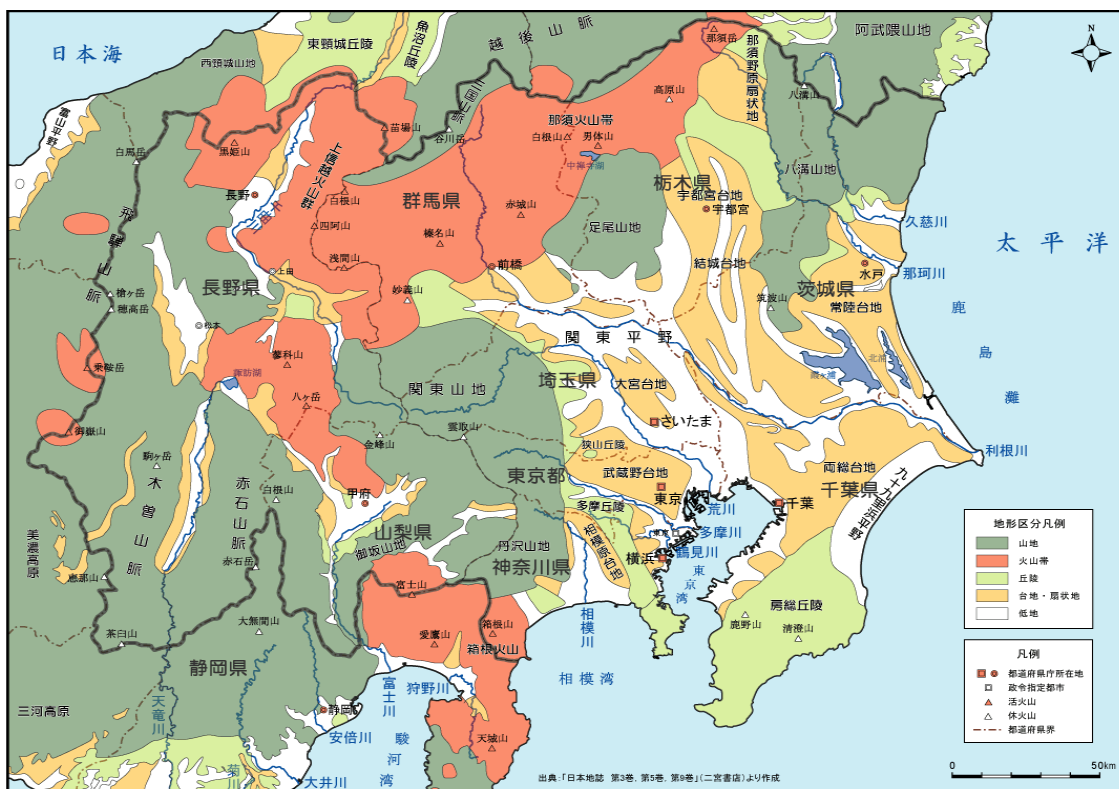 日本海
東頸城丘陵
魚沼丘陵
越後山脈
那須岳
那須野原扇状地
阿武隈山地
西頸城山地
三国山脈
富山平野
白馬岳
黒姫山
苗場山
谷川岳
高原山
八溝山
那須火山帯
白根山
男体山
中禅寺湖
上信越火山群
八溝山地
長野
白根山
群馬県
赤城山
足尾山地
栃木県
宇都宮台地
宇都宮
久慈川
太平洋
飛騨山脈
四阿山
榛名山
浅間山
前橋
結城台地
水戸
那珂川
上田
長野県
妙義山
筑波山
茨城県
常陸台地
鹿島灘
槍ヶ岳
穂高岳
松本
関東平野
北浦
霞ヶ浦
乗鞍岳
蓼科山
諏訪湖
関東山地
埼玉県
大宮台地
八ヶ岳
御嶽山
金峰山
雲取山
さいたま
狭山丘陵
利根川
駒ヶ岳
木曽山脈
赤石山脈
白根山
甲府
東京都
武蔵野台地
東京
両総台地
千葉県
九十九里浜平野
千葉
荒川
美濃高原
山梨県
御坂山地
多摩丘陵
多摩川
丹沢山地
神奈川県
相模原台地
鶴見川
横浜
東京湾
恵那山
赤石岳
富士山
茶臼山
大無間山
愛鷹山
箱根山
箱根火山
相模川
房総丘陵
鹿野山
清澄山
静岡県
相模湾
三河高原
天竜川
静岡
富士川
狩野川
安倍川
駿河湾
天城山
菊川
大井川
地形区分凡例
山地
火山帯
丘陵
台地・扇状地
低地
凡例
都道府県庁所在地
政令指定都市
活火山
休火山
都道府県界
0 50km
出典:「日本地誌 第3巻、第5巻、第9巻」(二宮書店)より作成